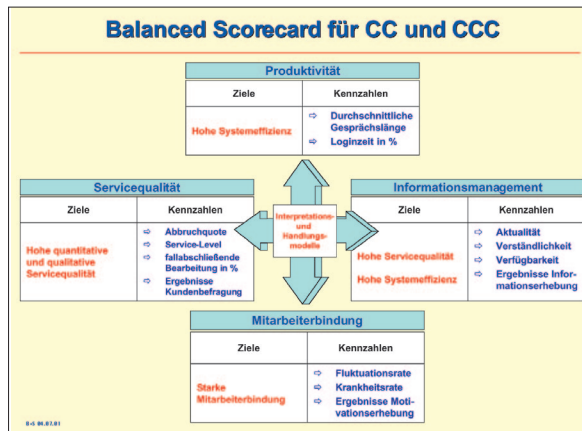 Balanced Scorecard für CC und CCC
Produktivität
Ziele
Kennzahlen
Hohe Systemeffizienz
⇨ Durchschnittliche
Gesprächslänge
⇨ Loginzeit in %
Servicequalität
Ziele
Kennzahlen
Hohe quantitative
und qualitative
Servicequalität
⇨ Abbruchquote
⇨ Service-Level
⇨ fallabschließende
Bearbeitung in %
⇨ Ergebnisse
Kundenbefragung
Interpretations-
und
Handlungs-
modelle
Informationsmanagement
Ziele
Kennzahlen
Hohe Servicequalität
Hohe Systemeffizienz
⇨ Aktualität
⇨ Verständlichkeit
⇨ Verfügbarkeit
⇨ Ergebnisse Infor-
mationserhebung
Mitarbeiterbindung
Ziele
Kennzahlen
Starke
Mitarbeiterbindung
⇨ Fluktuationsrate
⇨ Krankheitsrate
⇨ Ergebnisse Moti-
vationserhebung